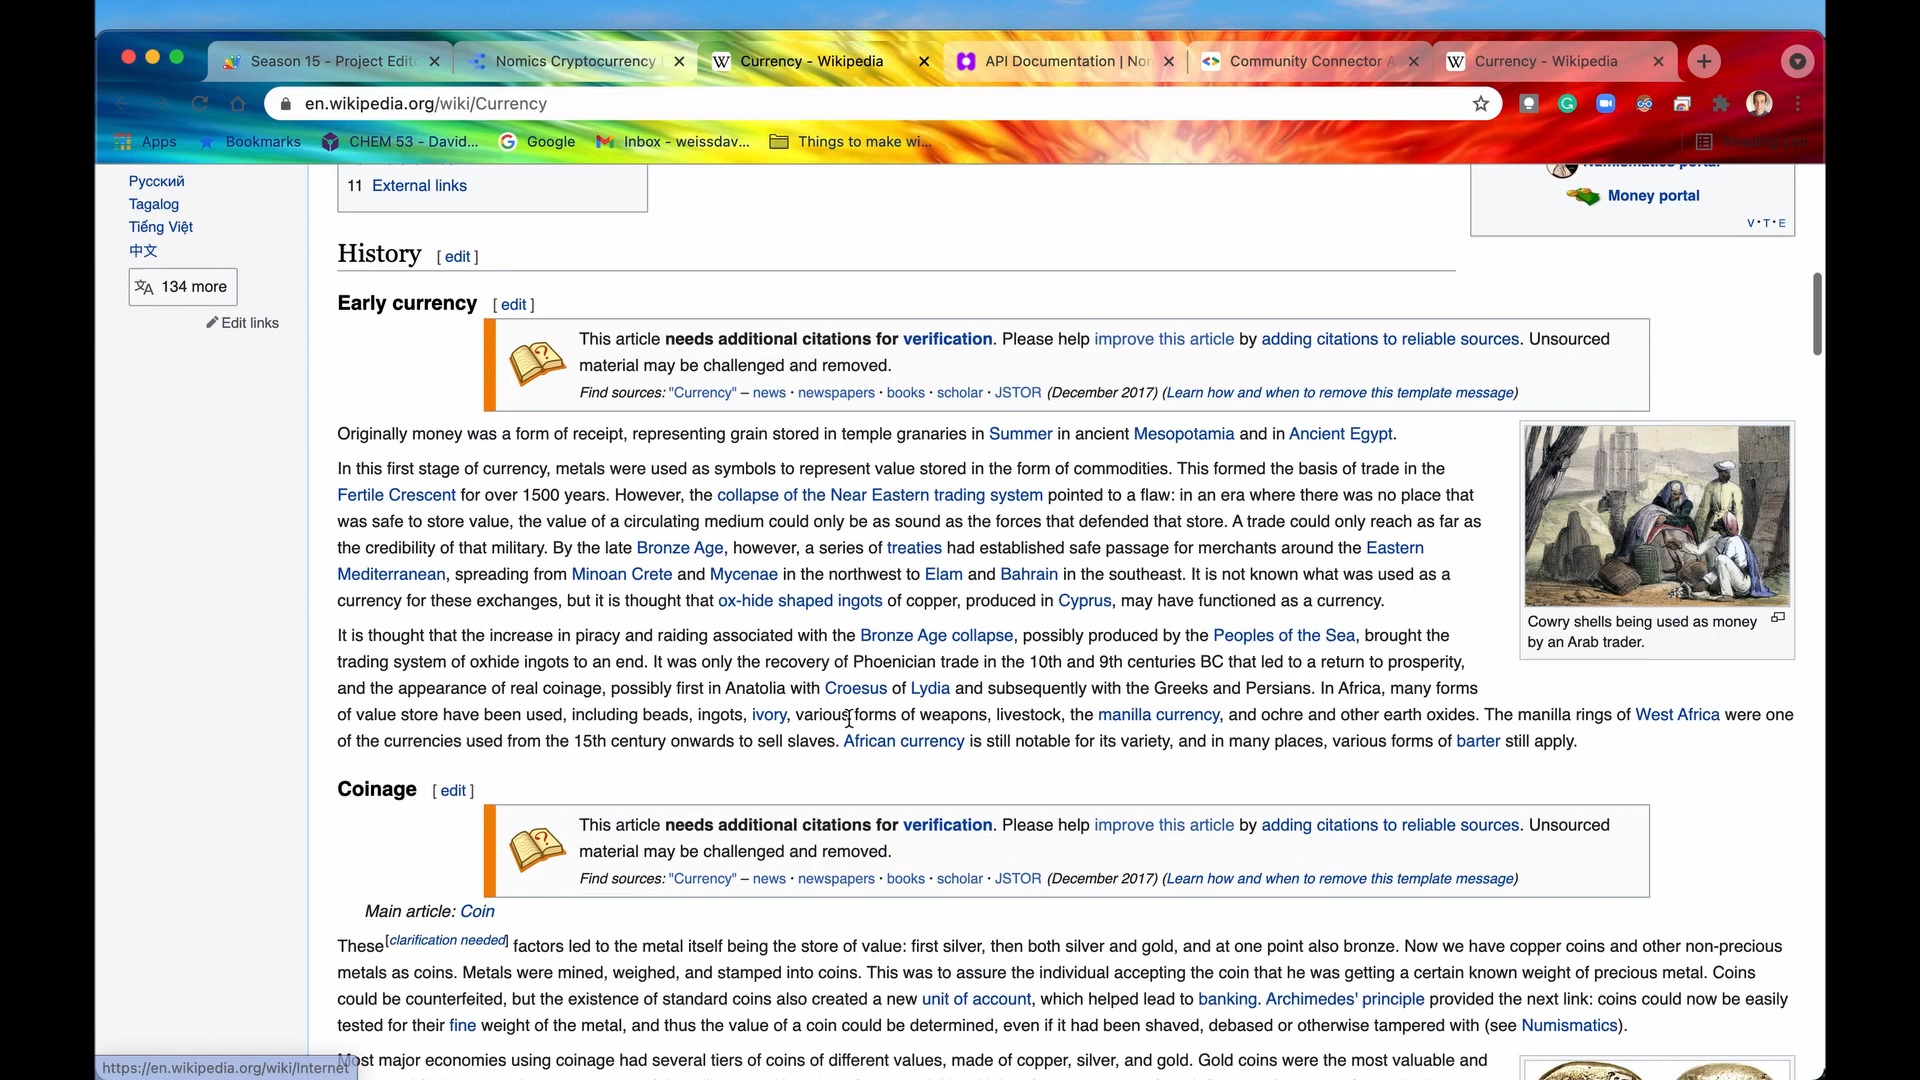 Season 15 - Project Edit
Nomics Cryptocurrency
Currency - Wikipedia
API Documentation | Nor
Community Connector A
Currency - Wikipedia
en.wikipedia.org/wiki/Currency
Apps
Bookmarks
CHEM 53 - David...
Google
Inbox - weissdav...
Things to make wi...
Русский
Tagalog
Tiếng Việt
中文
134 more
Edit links
11 External links
Numismatics portal
Money portal
V·T·E
History [ edit ]
Early currency [ edit ]
This article needs additional citations for verification. Please help improve this article by adding citations to reliable sources. Unsourced
material may be challenged and removed.
Find sources: "Currency" – news · newspapers · books · scholar · JSTOR (December 2017) (Learn how and when to remove this template message)
Originally money was a form of receipt, representing grain stored in temple granaries in Summer in ancient Mesopotamia and in Ancient Egypt.
In this first stage of currency, metals were used as symbols to represent value stored in the form of commodities. This formed the basis of trade in the
Fertile Crescent for over 1500 years. However, the collapse of the Near Eastern trading system pointed to a flaw: in an era where there was no place that
was safe to store value, the value of a circulating medium could only be as sound as the forces that defended that store. A trade could only reach as far as
the credibility of that military. By the late Bronze Age, however, a series of treaties had established safe passage for merchants around the Eastern
Mediterranean, spreading from Minoan Crete and Mycenae in the northwest to Elam and Bahrain in the southeast. It is not known what was used as a
currency for these exchanges, but it is thought that ox-hide shaped ingots of copper, produced in Cyprus, may have functioned as a currency.
It is thought that the increase in piracy and raiding associated with the Bronze Age collapse, possibly produced by the Peoples of the Sea, brought the
trading system of oxhide ingots to an end. It was only the recovery of Phoenician trade in the 10th and 9th centuries BC that led to a return to prosperity,
and the appearance of real coinage, possibly first in Anatolia with Croesus of Lydia and subsequently with the Greeks and Persians. In Africa, many forms
of value store have been used, including beads, ingots, ivory, various forms of weapons, livestock, the manilla currency, and ochre and other earth oxides. The manilla rings of West Africa were one
of the currencies used from the 15th century onwards to sell slaves. African currency is still notable for its variety, and in many places, various forms of barter still apply.
Cowry shells being used as money
by an Arab trader.
Coinage [ edit ]
This article needs additional citations for verification. Please help improve this article by adding citations to reliable sources. Unsourced
material may be challenged and removed.
Find sources: "Currency" – news · newspapers · books · scholar · JSTOR (December 2017) (Learn how and when to remove this template message)
Main article: Coin
These[clarification needed] factors led to the metal itself being the store of value: first silver, then both silver and gold, and at one point also bronze. Now we have copper coins and other non-precious
metals as coins. Metals were mined, weighed, and stamped into coins. This was to assure the individual accepting the coin that he was getting a certain known weight of precious metal. Coins
could be counterfeited, but the existence of standard coins also created a new unit of account, which helped lead to banking. Archimedes' principle provided the next link: coins could now be easily
tested for their fine weight of the metal, and thus the value of a coin could be determined, even if it had been shaved, debased or otherwise tampered with (see Numismatics).
Most major economies using coinage had several tiers of coins of different values, made of copper, silver, and gold. Gold coins were the most valuable and
https://en.wikipedia.org/wiki/Internet